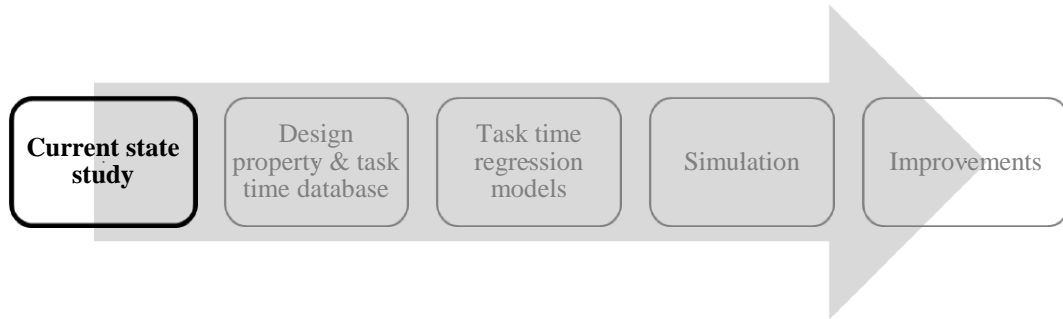 Current state
study
Design
property & task
time database
Task time
regression
models
Simulation
Improvements